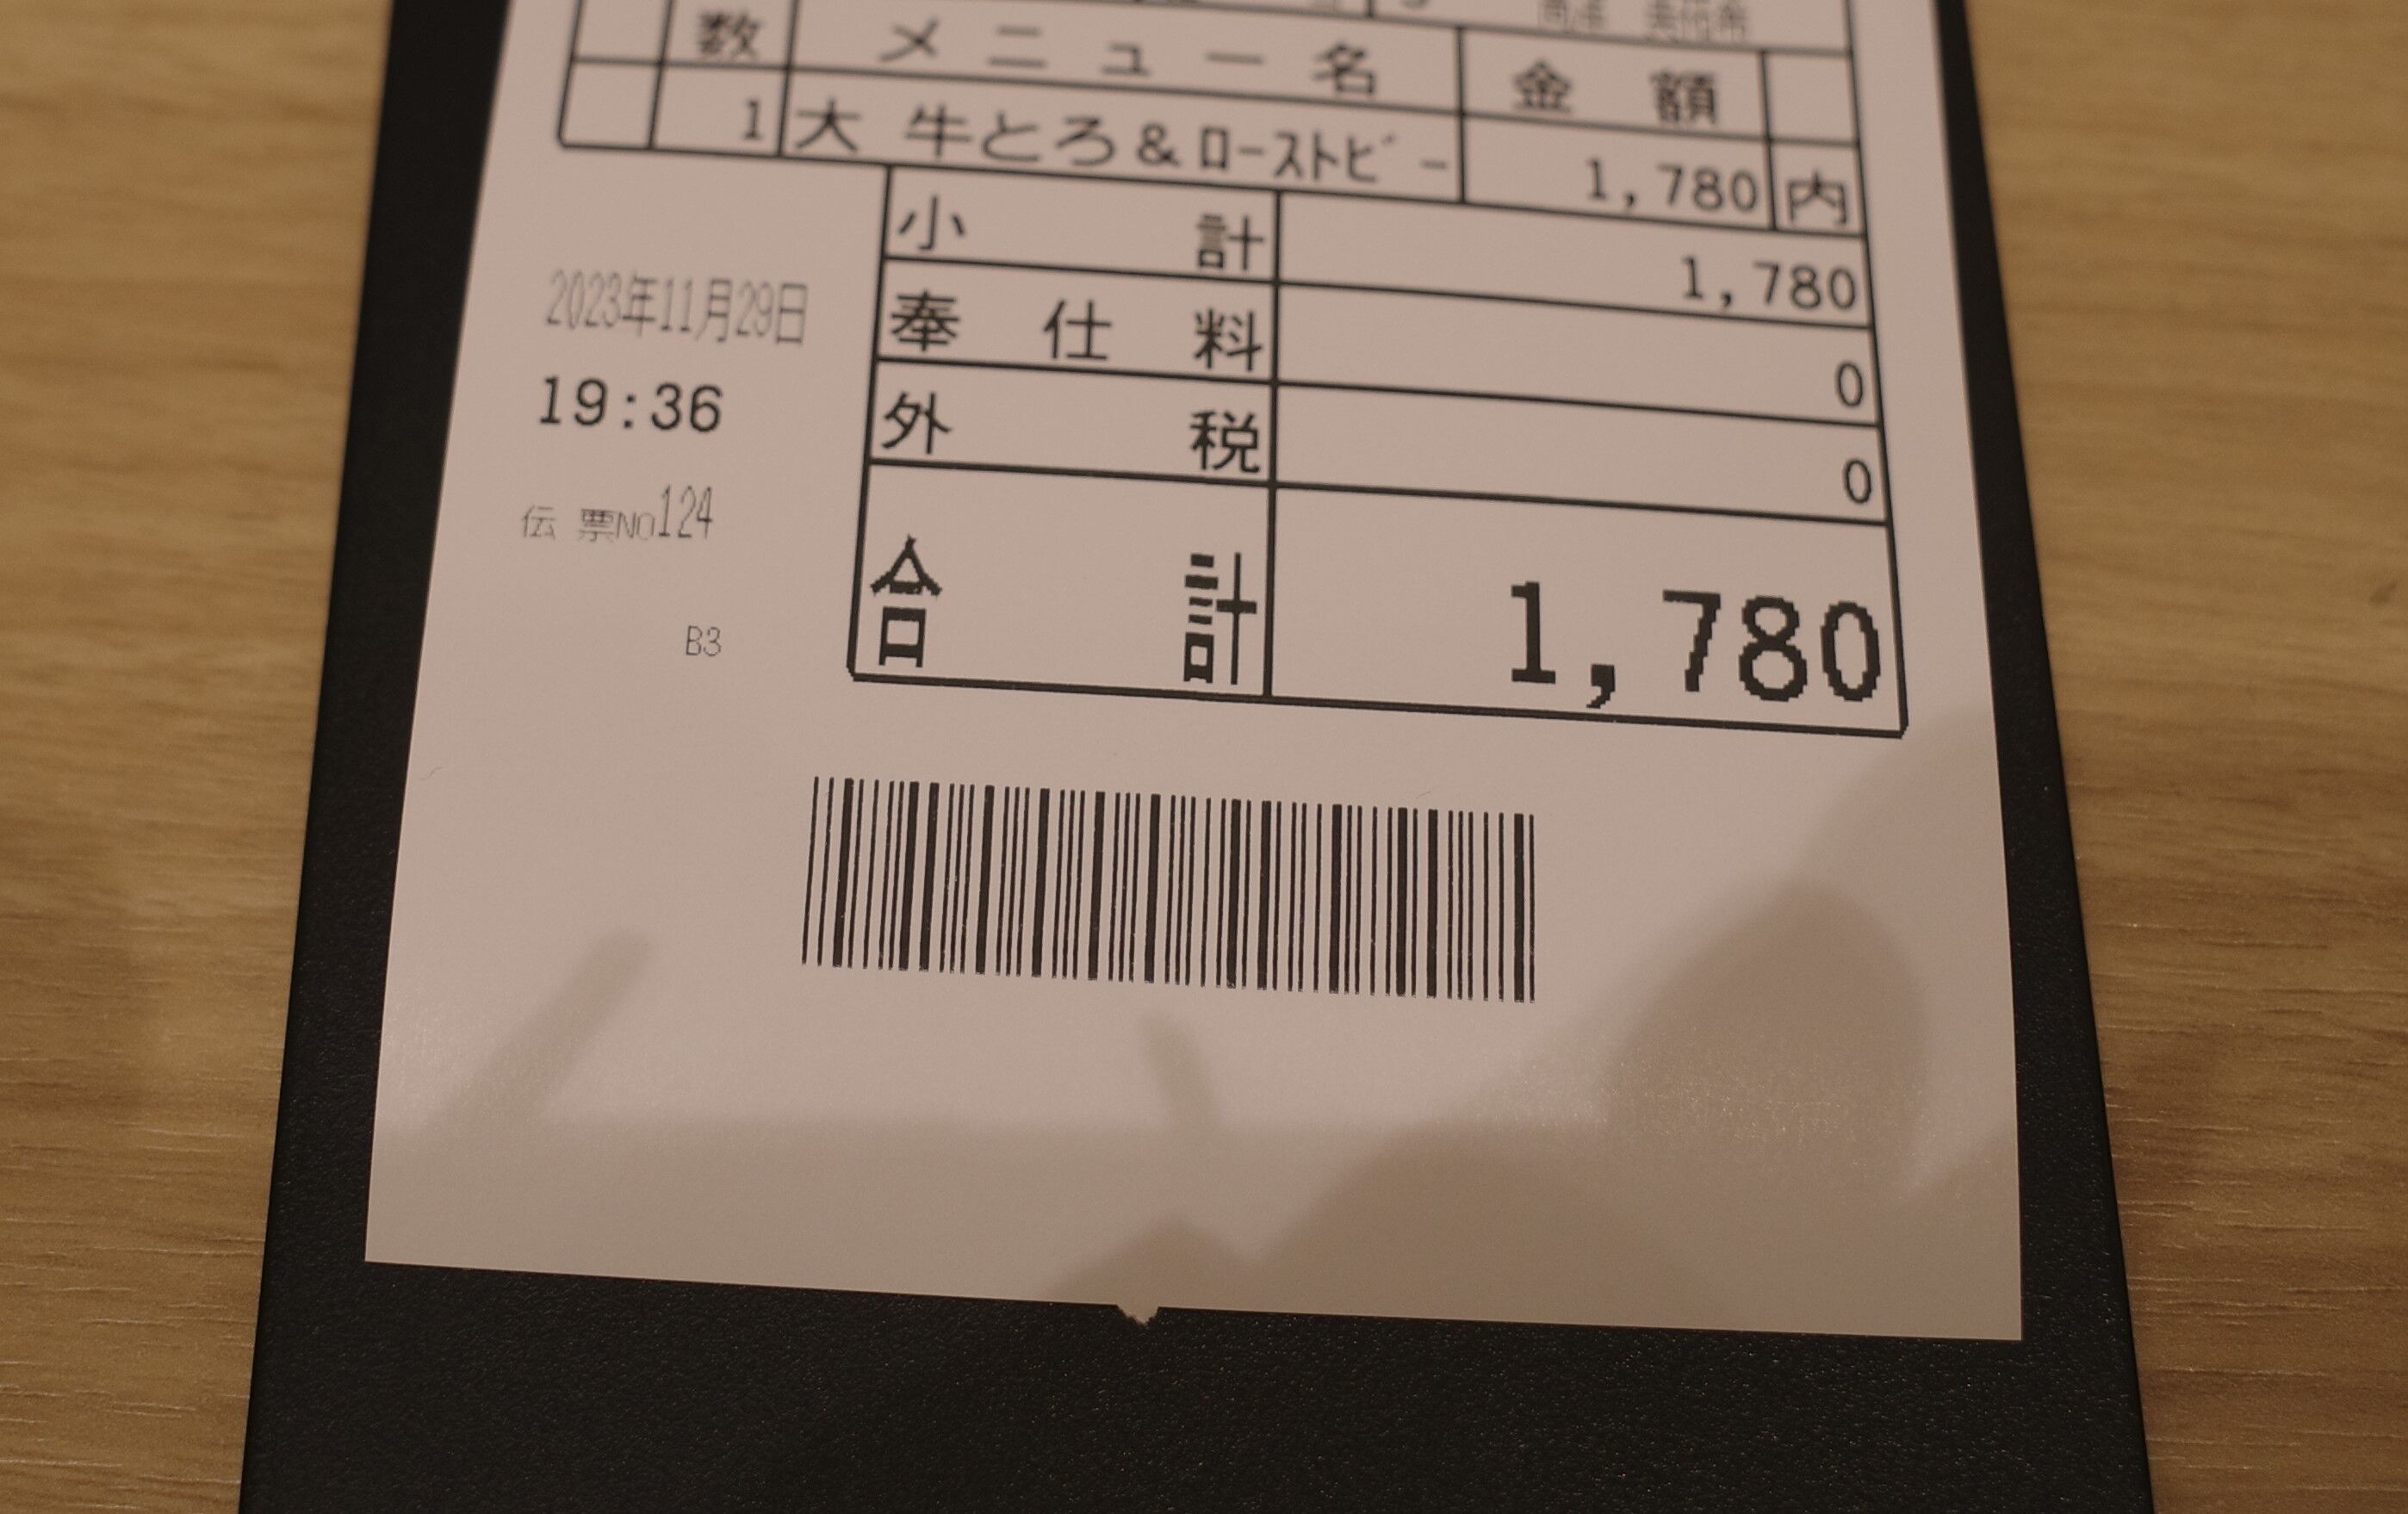 数 メニュー名 金額
1 大 牛とろ&ﾛｰｽﾄﾋﾞｰ 1,780 内
小計 1,780
奉仕料 0
外税 0
合計 1,780
2023年11月29日
19:36
伝票NO124
B3